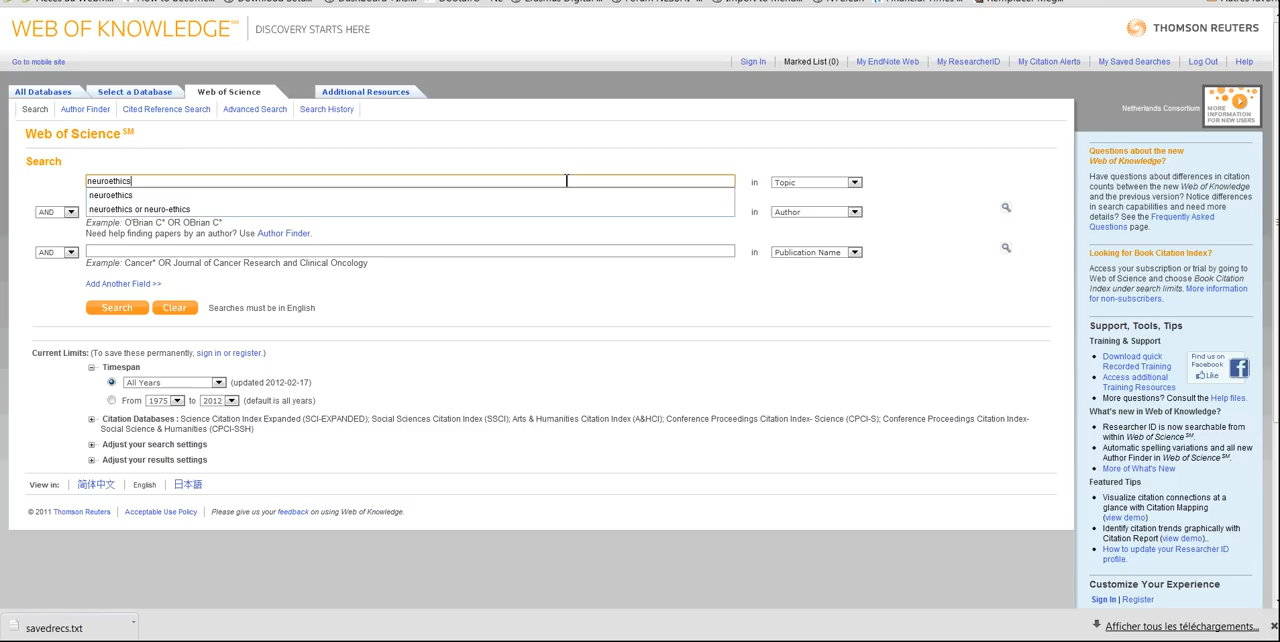 WEB OF KNOWLEDGE℠ DISCOVERY STARTS HERE
THOMSON REUTERS
Go to mobile site
Sign In | Marked List (0) | My EndNote Web | My ResearcherID | My Citation Alerts | My Saved Searches | Log Out | Help
All Databases Select a Database Web of Science Additional Resources
Search | Author Finder | Cited Reference Search | Advanced Search | Search History
Netherlands Consortium
MORE
INFORMATION
FOR NEW USERS
Web of Science ℠
Search
neuroethics in Topic
neuroethics
neuroethics or neuro-ethics
AND in Author
Example: O'Brian C* OR OBrian C*
Need help finding papers by an author? Use Author Finder.
AND in Publication Name
Example: Cancer* OR Journal of Cancer Research and Clinical Oncology
Add Another Field >>
Search Clear Searches must be in English
Current Limits: (To save these permanently, sign in or register.)
Timespan
All Years (updated 2012-02-17)
From 1975 to 2012 (default is all years)
Citation Databases : Science Citation Index Expanded (SCI-EXPANDED); Social Sciences Citation Index (SSCI); Arts & Humanities Citation Index (A&HCI); Conference Proceedings Citation Index- Science (CPCI-S); Conference Proceedings Citation Index-
Social Science & Humanities (CPCI-SSH)
Adjust your search settings
Adjust your results settings
View in: | 简体中文 | English | 日本語
© 2011 Thomson Reuters | Acceptable Use Policy | Please give us your feedback on using Web of Knowledge.
Questions about the new
Web of Knowledge?
Have questions about differences in citation
counts between the new Web of Knowledge
and the previous version? Notice differences
in search capabilities and need more
details? See the Frequently Asked
Questions page.
Looking for Book Citation Index?
Access your subscription or trial by going to
Web of Science and choose Book Citation
Index under search limits. More information
for non-subscribers.
Support, Tools, Tips
Training & Support
Download quick
Recorded Training
Access additional
Training Resources
Find us on
Facebook
Like
More questions? Consult the Help files.
What's new in Web of Knowledge?
Researcher ID is now searchable from
within Web of Science ℠.
Automatic spelling variations and all new
Author Finder in Web of Science ℠.
More of What's New
Featured Tips
Visualize citation connections at a
glance with Citation Mapping
(view demo)
Identify citation trends graphically with
Citation Report (view demo)..
How to update your Researcher ID
profile.
Customize Your Experience
Sign In | Register
savedrecs.txt
Afficher tous les téléchargements...